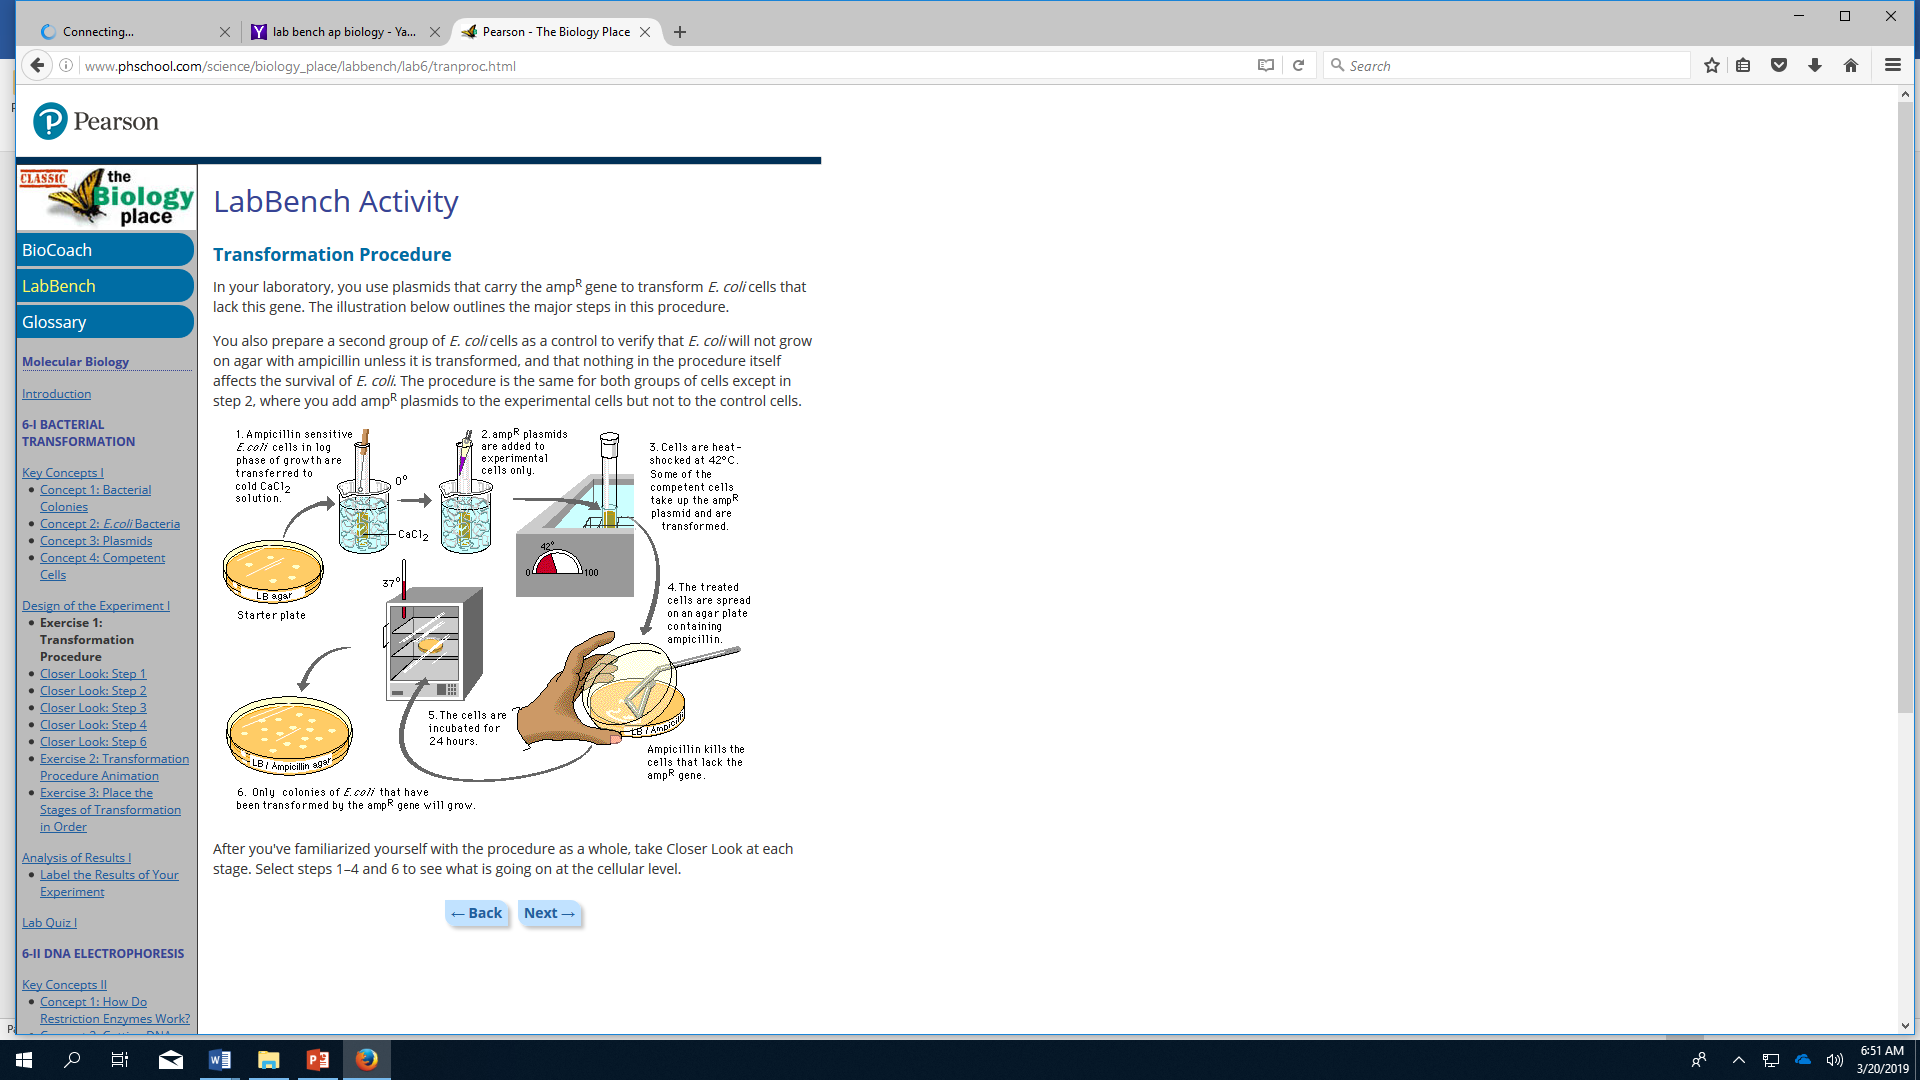 Connecting...
lab bench ap biology - Ya...
Pearson - The Biology Place
www.phschool.com/science/biology_place/labbench/lab6/tranproc.html
Search
Pearson
CLASSIC
the
Biology
place
BioCoach
LabBench
Glossary
Molecular Biology
Introduction
6-I BACTERIAL
TRANSFORMATION
Key Concepts I
Concept 1: Bacterial
Colonies
Concept 2: E.coli Bacteria
Concept 3: Plasmids
Concept 4: Competent
Cells
Design of the Experiment I
Exercise 1:
Transformation
Procedure
Closer Look: Step 1
Closer Look: Step 2
Closer Look: Step 3
Closer Look: Step 4
Closer Look: Step 6
Exercise 2: Transformation
Procedure Animation
Exercise 3: Place the
Stages of Transformation
in Order
Analysis of Results I
Label the Results of Your
Experiment
Lab Quiz I
6-II DNA ELECTROPHORESIS
Key Concepts II
Concept 1: How Do
Restriction Enzymes Work?
LabBench Activity
Transformation Procedure
In your laboratory, you use plasmids that carry the ampR gene to transform E. coli cells that
lack this gene. The illustration below outlines the major steps in this procedure.
You also prepare a second group of E. coli cells as a control to verify that E. coli will not grow
on agar with ampicillin unless it is transformed, and that nothing in the procedure itself
affects the survival of E. coli. The procedure is the same for both groups of cells except in
step 2, where you add ampR plasmids to the experimental cells but not to the control cells.
1. Ampicillin sensitive
E.coli cells in log
phase of growth are
transferred to
cold CaCl2
solution.
0°
CaCl2
2. ampR plasmids
are added to
experimental
cells only.
3. Cells are heat-
shocked at 42°C.
Some of the
competent cells
take up the ampR
plasmid and are
transformed.
42°
0
100
LB agar
Starter plate
37°
4. The treated
cells are spread
on an agar plate
containing
ampicillin.
LB / Ampicilli
Ampicillin kills the
cells that lack the
ampR gene.
5. The cells are
incubated for
24 hours.
LB / Ampicillin agar
6. Only colonies of E.coli that have
been transformed by the ampR gene will grow.
After you've familiarized yourself with the procedure as a whole, take Closer Look at each
stage. Select steps 1–4 and 6 to see what is going on at the cellular level.
← Back
Next →
6:51 AM
3/20/2019